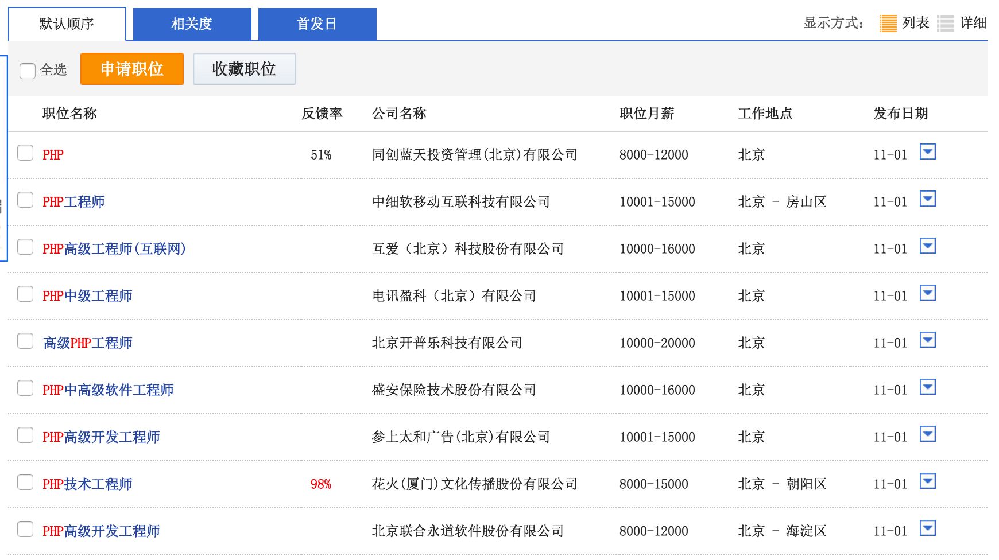 默认顺序 相关度 首发日 显示方式： 列表 详细
全选 申请职位 收藏职位
职位名称 反馈率 公司名称 职位月薪 工作地点 发布日期
PHP 51% 同创蓝天投资管理(北京)有限公司 8000-12000 北京 11-01
PHP工程师 中细软移动互联科技有限公司 10001-15000 北京 - 房山区 11-01
PHP高级工程师(互联网) 互爱（北京）科技股份有限公司 10000-16000 北京 11-01
PHP中级工程师 电讯盈科（北京）有限公司 10001-15000 北京 11-01
高级PHP工程师 北京开普乐科技有限公司 10000-20000 北京 11-01
PHP中高级软件工程师 盛安保险技术股份有限公司 10000-16000 北京 11-01
PHP高级开发工程师 参上太和广告(北京)有限公司 10001-15000 北京 11-01
PHP技术工程师 98% 花火(厦门)文化传播股份有限公司 8000-15000 北京 - 朝阳区 11-01
PHP高级开发工程师 北京联合永道软件股份有限公司 8000-12000 北京 - 海淀区 11-01